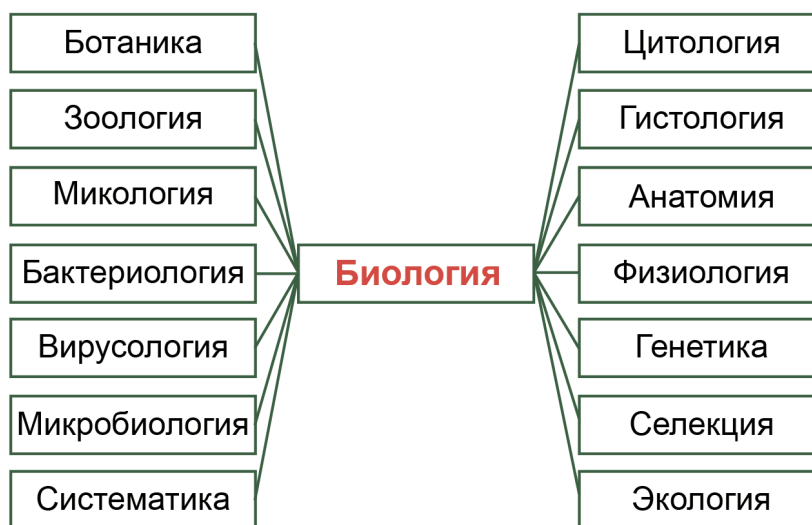 Ботаника
Зоология
Микология
Бактериология
Вирусология
Микробиология
Систематика
Биология
Цитология
Гистология
Анатомия
Физиология
Генетика
Селекция
Экология